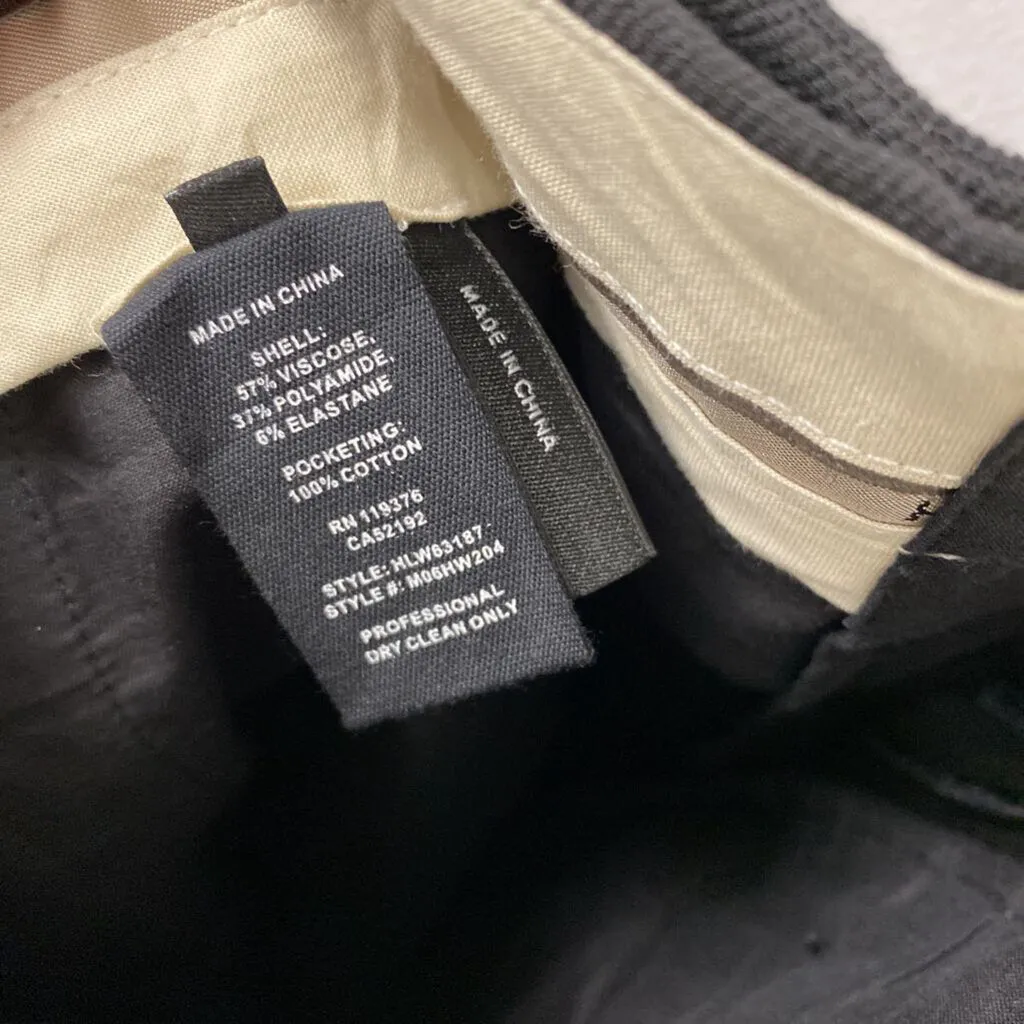 MADE IN CHINA
SHELL:
57% VISCOSE,
37% POLYAMIDE,
6% ELASTANE
POCKETING:
100% COTTON
RN 119376
CA52192
STYLE: HLW63187
STYLE #: M06HW204
PROFESSIONAL
DRY CLEAN ONLY
MADE IN CHINA